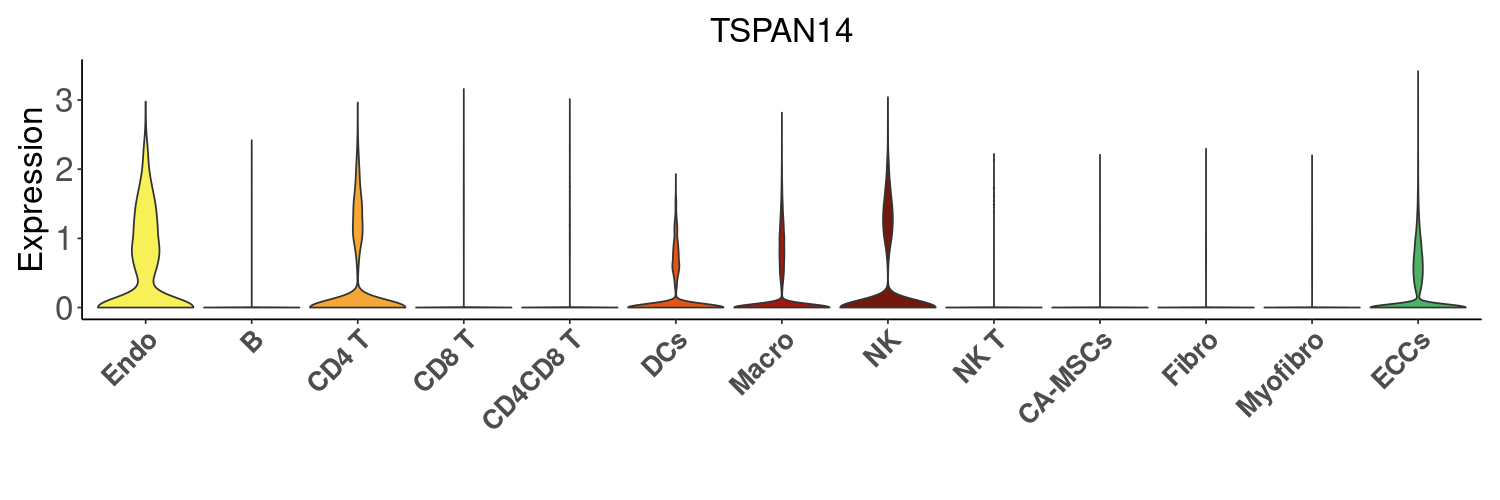 TSPAN14
Expression
3
2
1
0
Endo
B
CD4 T
CD8 T
CD4CD8 T
DCs
Macro
NK
NK T
CA-MSCs
Fibro
Myofibro
ECCs